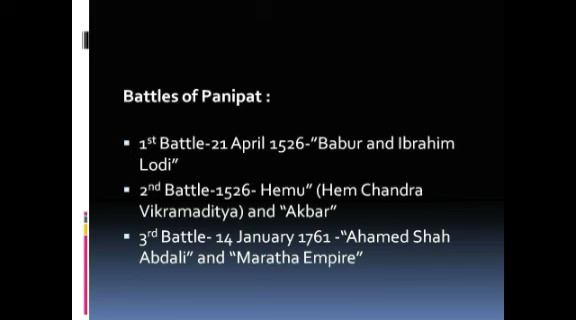 Battles of Panipat :
▪ 1st Battle-21 April 1526-"Babur and Ibrahim
Lodi"
▪ 2nd Battle-1526- Hemu" (Hem Chandra
Vikramaditya) and "Akbar"
▪ 3rd Battle- 14 January 1761 -"Ahamed Shah
Abdali" and "Maratha Empire"